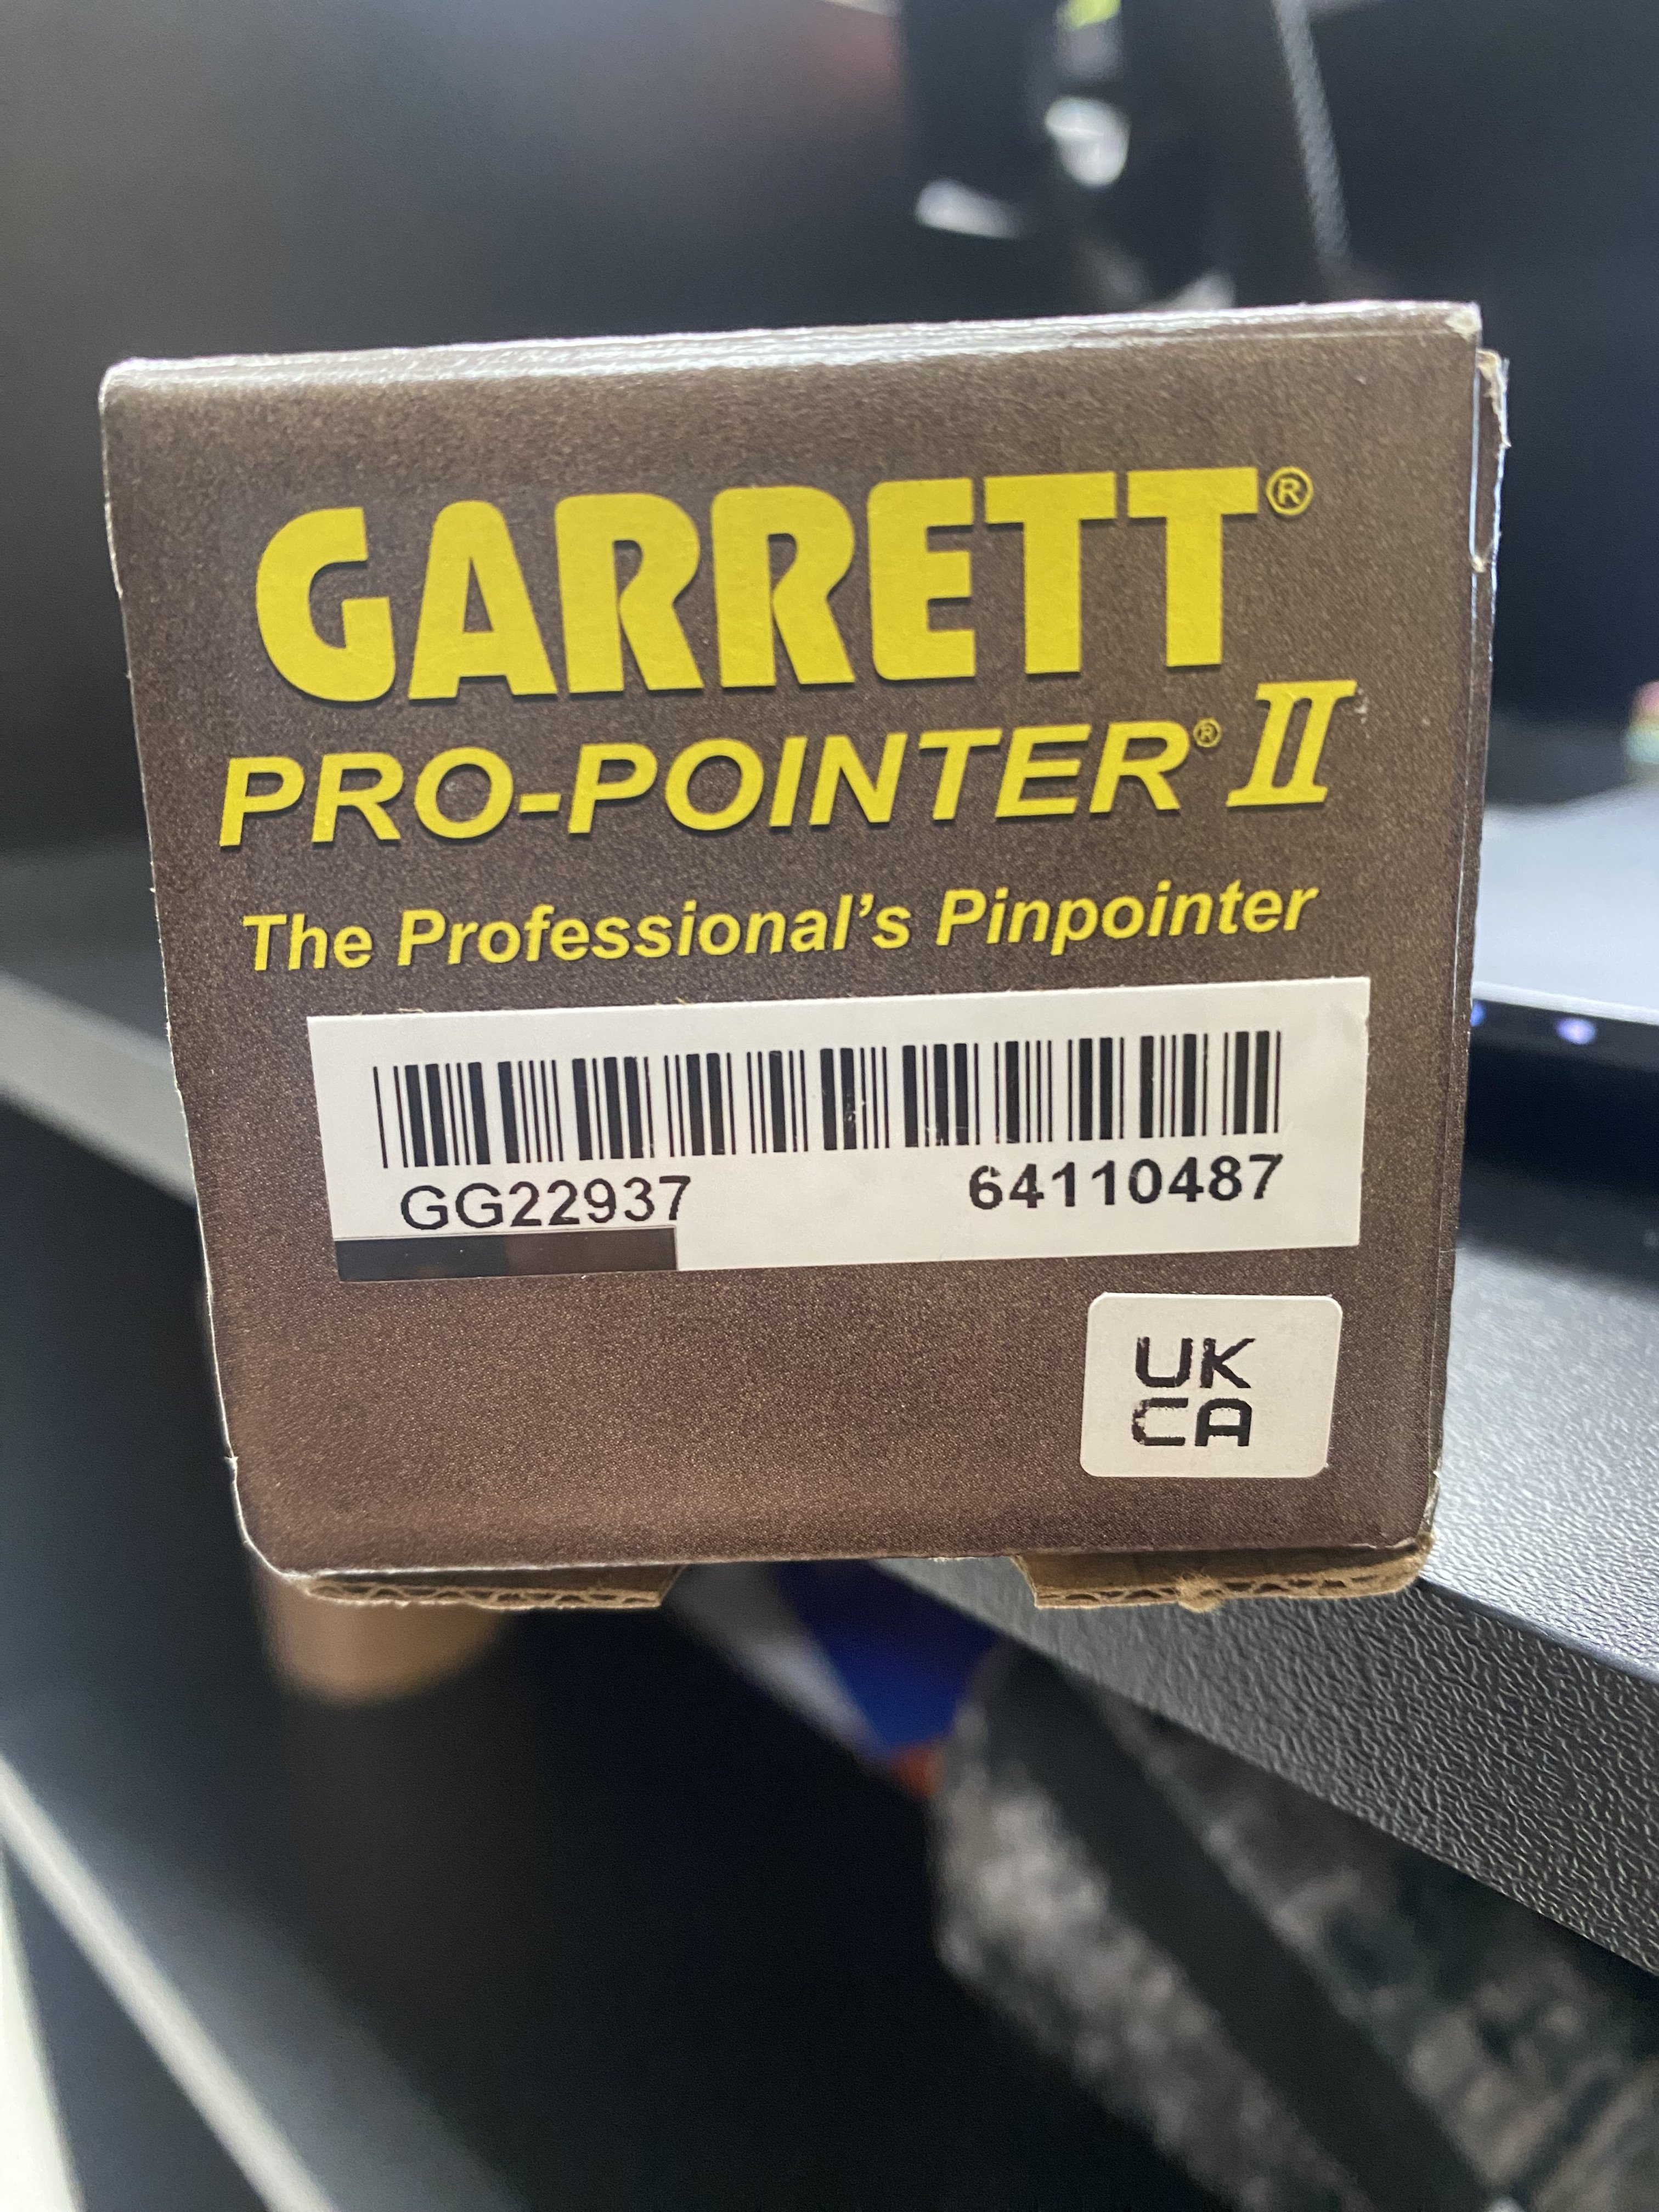 GARRETT®
PRO-POINTER® II
The Professional's Pinpointer
GG22937 64110487
UK
CA